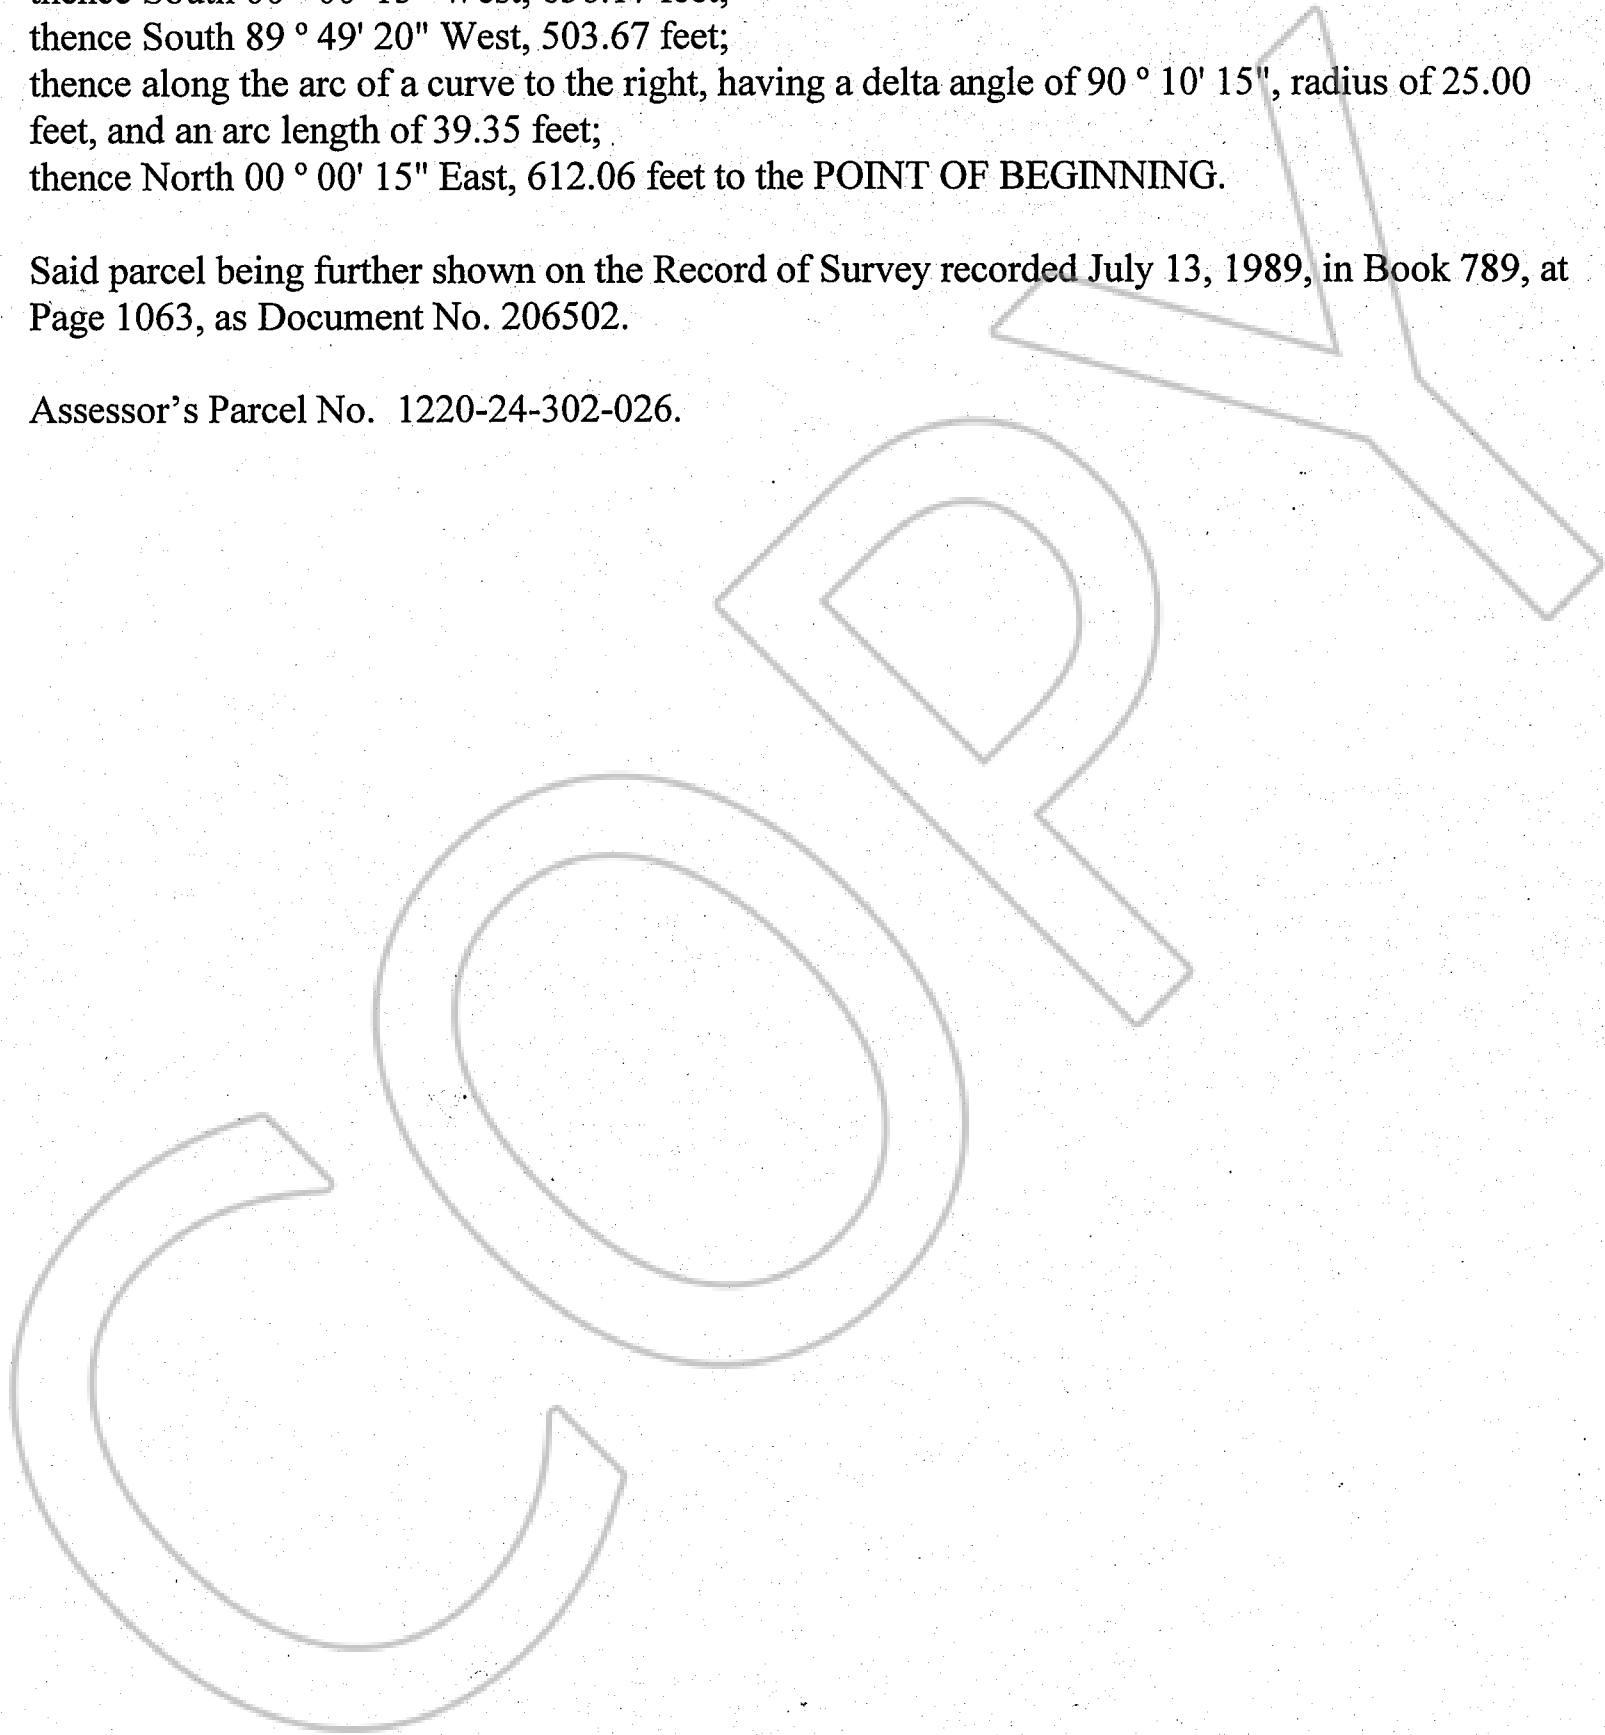 thence South 89 º 49' 20" West, 503.67 feet;
thence along the arc of a curve to the right, having a delta angle of 90 º 10' 15", radius of 25.00
feet, and an arc length of 39.35 feet;
thence North 00 º 00' 15" East, 612.06 feet to the POINT OF BEGINNING.
Said parcel being further shown on the Record of Survey recorded July 13, 1989, in Book 789, at
Page 1063, as Document No. 206502.
Assessor's Parcel No. 1220-24-302-026.
COPY